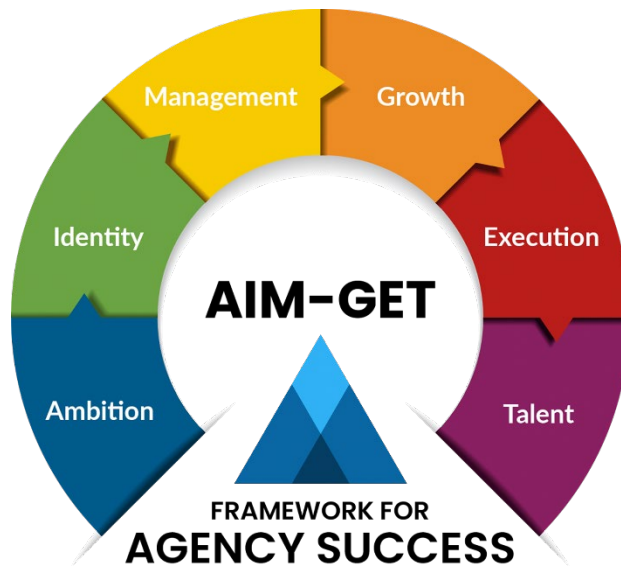 Management
Growth
Identity
Execution
AIM-GET
Ambition
Talent
FRAMEWORK FOR
AGENCY SUCCESS